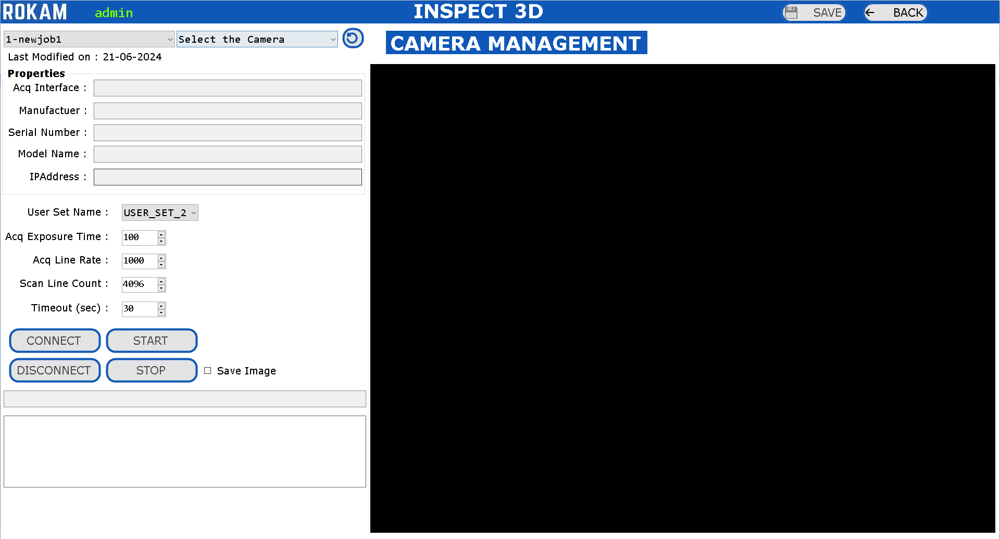 ROKAM admin INSPECT 3D SAVE BACK
1-newjob1 Select the Camera
CAMERA MANAGEMENT
Last Modified on : 21-06-2024
Properties
Acq Interface :
Manufactuer :
Serial Number :
Model Name :
IPAddress :
User Set Name : USER_SET_2
Acq Exposure Time : 100
Acq Line Rate : 1000
Scan Line Count : 4096
Timeout (sec) : 30
CONNECT START
DISCONNECT STOP Save Image